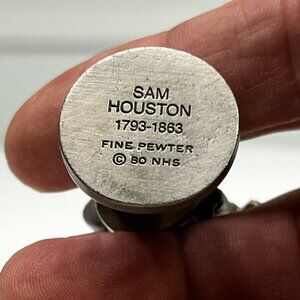 SAM
HOUSTON
1793-1863
FINE PEWTER
© 80 NHS